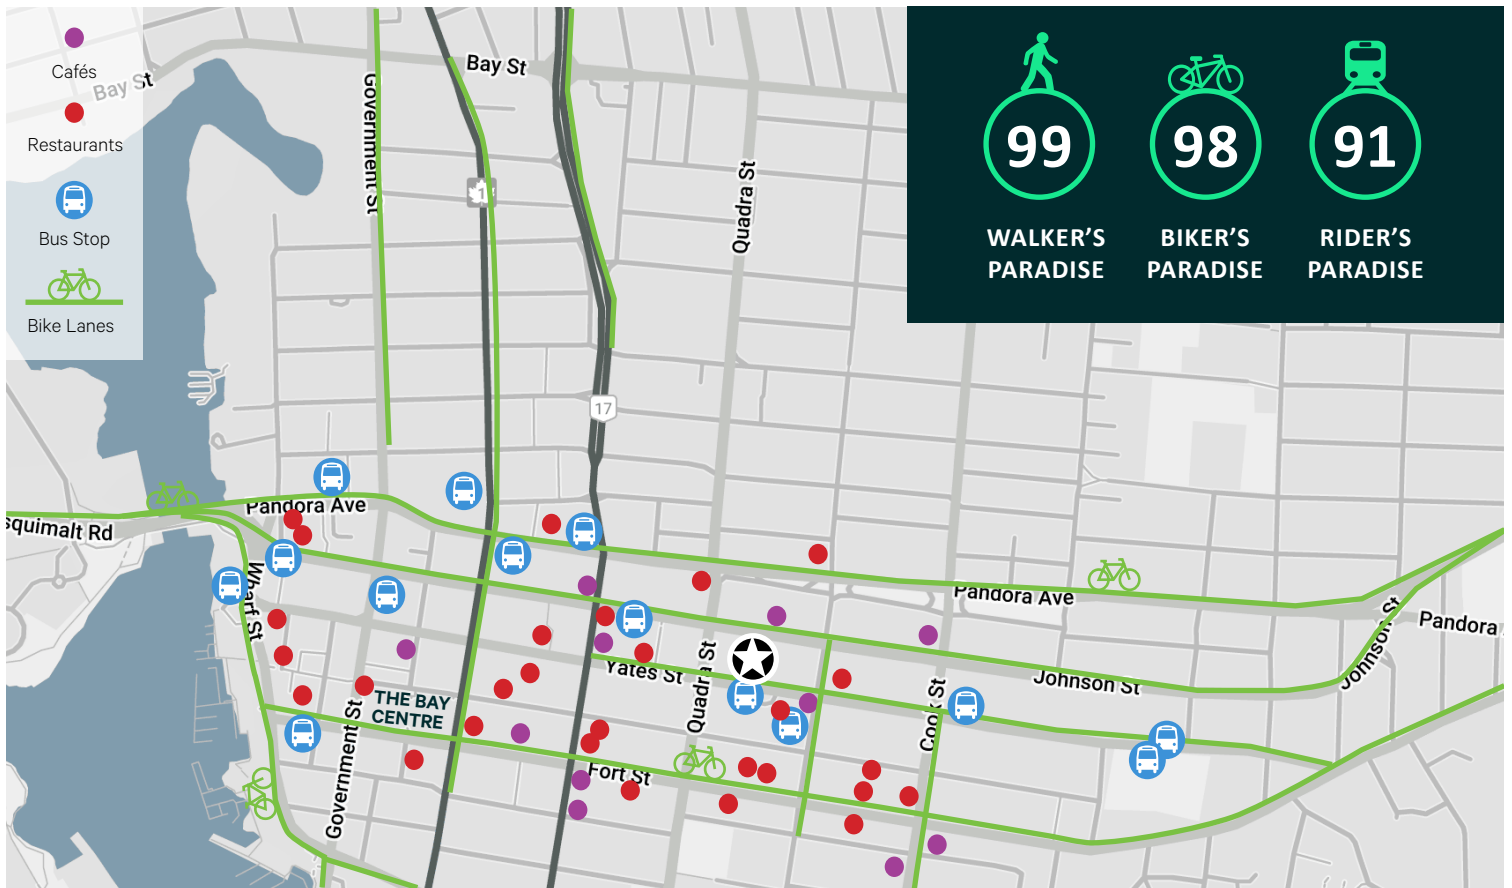 Cafés
Bay St
Restaurants
Bus Stop
Bike Lanes
Bay St
Government St
1
Quadra St
99
98
91
WALKER'S
PARADISE
BIKER'S
PARADISE
RIDER'S
PARADISE
17
Pandora Ave
squimalt Rd
Wharf St
Pandora Ave
Pandora
Johnson St
Johnson St
Yates St
Quadra St
Cook St
THE BAY
CENTRE
Government St
Fort St